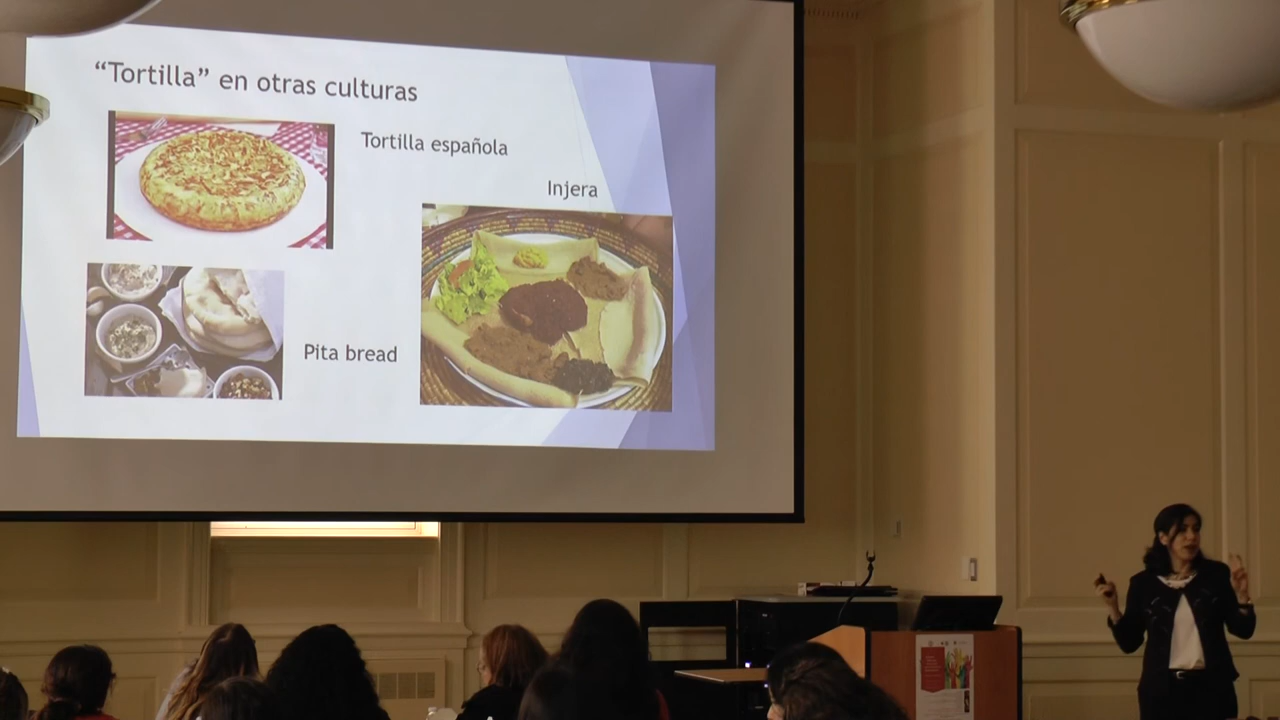 “Tortilla” en otras culturas
Tortilla española
Injera
Pita bread